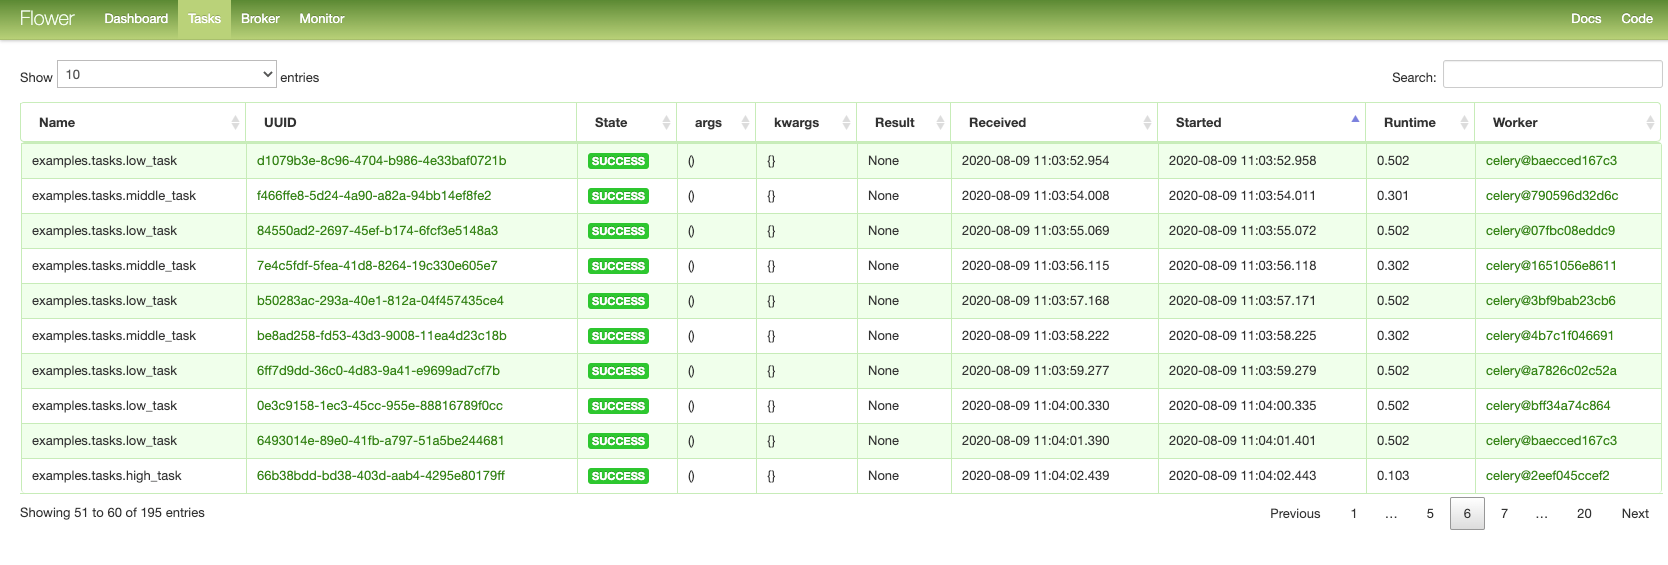 Flower Dashboard Tasks Broker Monitor Docs Code
Show 10 entries Search:
Name UUID State args kwargs Result Received Started Runtime Worker
examples.tasks.low_task d1079b3e-8c96-4704-b986-4e33baf0721b SUCCESS () {} None 2020-08-09 11:03:52.954 2020-08-09 11:03:52.958 0.502 celery@baecced167c3
examples.tasks.middle_task f466ffe8-5d24-4a90-a82a-94bb14ef8fe2 SUCCESS () {} None 2020-08-09 11:03:54.008 2020-08-09 11:03:54.011 0.301 celery@790596d32d6c
examples.tasks.low_task 84550ad2-2697-45ef-b174-6fcf3e5148a3 SUCCESS () {} None 2020-08-09 11:03:55.069 2020-08-09 11:03:55.072 0.502 celery@07fbc08eddc9
examples.tasks.middle_task 7e4c5fdf-5fea-41d8-8264-19c330e605e7 SUCCESS () {} None 2020-08-09 11:03:56.115 2020-08-09 11:03:56.118 0.302 celery@1651056e8611
examples.tasks.low_task b50283ac-293a-40e1-812a-04f457435ce4 SUCCESS () {} None 2020-08-09 11:03:57.168 2020-08-09 11:03:57.171 0.502 celery@3bf9bab23cb6
examples.tasks.middle_task be8ad258-fd53-43d3-9008-11ea4d23c18b SUCCESS () {} None 2020-08-09 11:03:58.222 2020-08-09 11:03:58.225 0.302 celery@4b7c1f046691
examples.tasks.low_task 6ff7d9dd-36c0-4d83-9a41-e9699ad7cf7b SUCCESS () {} None 2020-08-09 11:03:59.277 2020-08-09 11:03:59.279 0.502 celery@a7826c02c52a
examples.tasks.low_task 0e3c9158-1ec3-45cc-955e-88816789f0cc SUCCESS () {} None 2020-08-09 11:04:00.330 2020-08-09 11:04:00.335 0.502 celery@bff34a74c864
examples.tasks.low_task 6493014e-89e0-41fb-a797-51a5be244681 SUCCESS () {} None 2020-08-09 11:04:01.390 2020-08-09 11:04:01.401 0.502 celery@baecced167c3
examples.tasks.high_task 66b38bdd-bd38-403d-aab4-4295e80179ff SUCCESS () {} None 2020-08-09 11:04:02.439 2020-08-09 11:04:02.443 0.103 celery@2eef045ccef2
Showing 51 to 60 of 195 entries Previous 1 … 5 6 7 … 20 Next